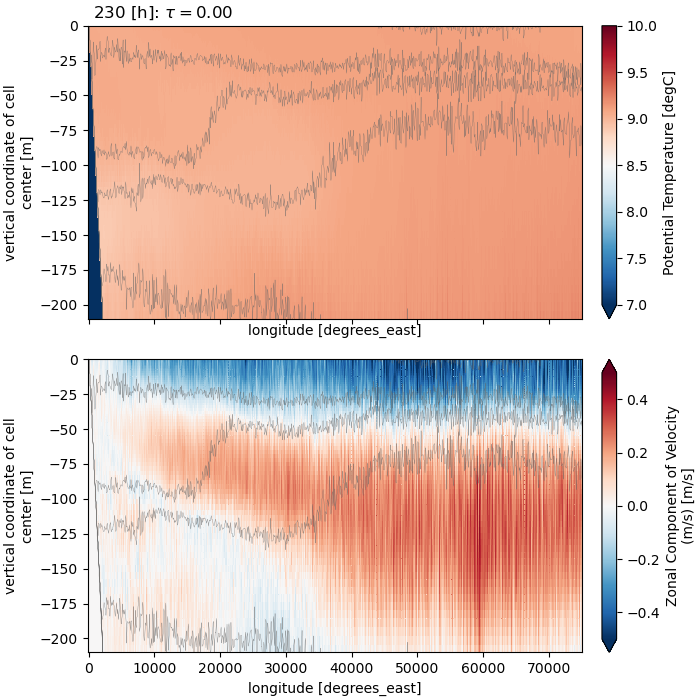 230 [h]: τ = 0.00
0
−25
−50
−75
−100
−125
−150
−175
−200
vertical coordinate of cell
center [m]
longitude [degrees_east]
10.0
9.5
9.0
8.5
8.0
7.5
7.0
Potential Temperature [degC]
0
−25
−50
−75
−100
−125
−150
−175
−200
vertical coordinate of cell
center [m]
0 10000 20000 30000 40000 50000 60000 70000
longitude [degrees_east]
0.4
0.2
0.0
−0.2
−0.4
Zonal Component of Velocity
(m/s) [m/s]